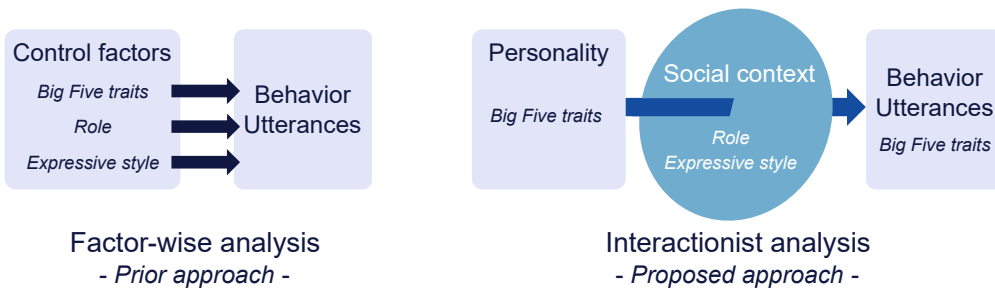 Control factors
Big Five traits
Role
Expressive style
Behavior
Utterances
Factor-wise analysis
- Prior approach -
Personality
Big Five traits
Social context
Role
Expressive style
Behavior
Utterances
Big Five traits
Interactionist analysis
- Proposed approach -